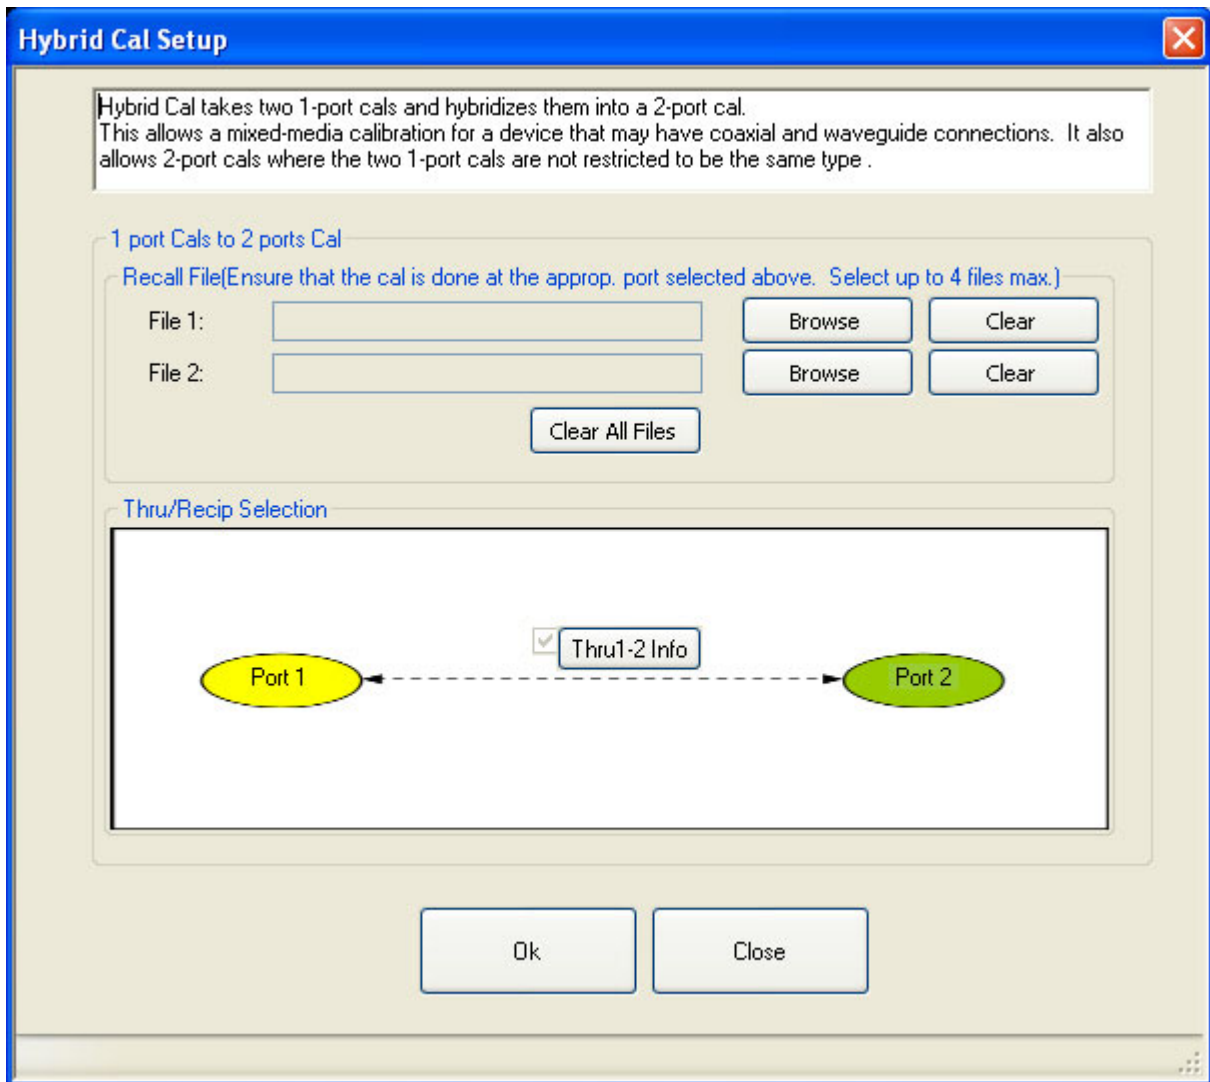 Hybrid Cal Setup
Hybrid Cal takes two 1-port cals and hybridizes them into a 2-port cal.
This allows a mixed-media calibration for a device that may have coaxial and waveguide connections.  It also
allows 2-port cals where the two 1-port cals are not restricted to be the same type .
1 port Cals to 2 ports Cal
Recall File(Ensure that the cal is done at the approp. port selected above.  Select up to 4 files max.)
File 1:
Browse
Clear
File 2:
Browse
Clear
Clear All Files
Thru/Recip Selection
Thru1-2 Info
Port 1
Port 2
Ok
Close